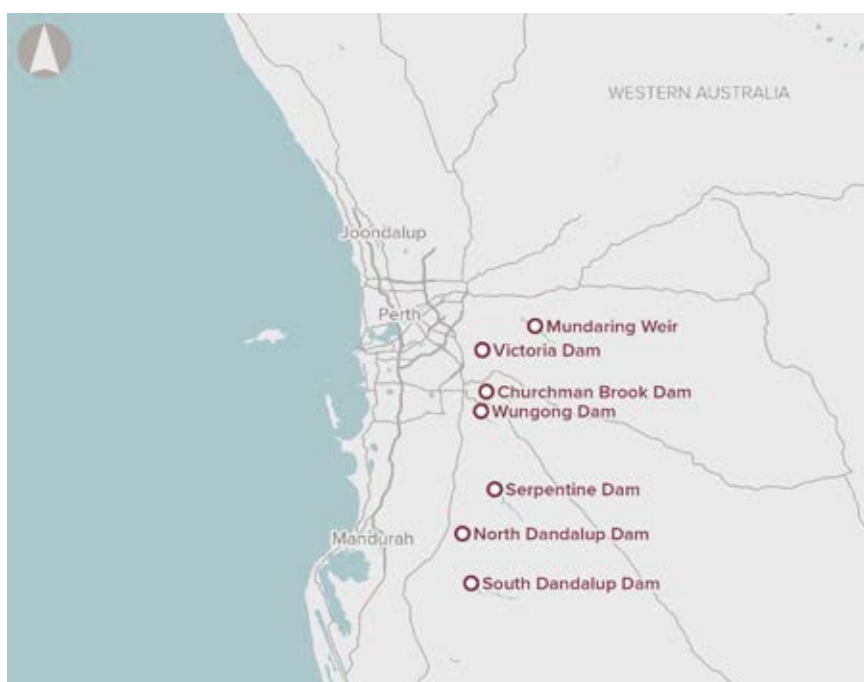 WESTERN AUSTRALIA
Joondalup
Perth
Mundaring Weir
Victoria Dam
Churchman Brook Dam
Wungong Dam
Serpentine Dam
North Dandalup Dam
Mandurah
South Dandalup Dam